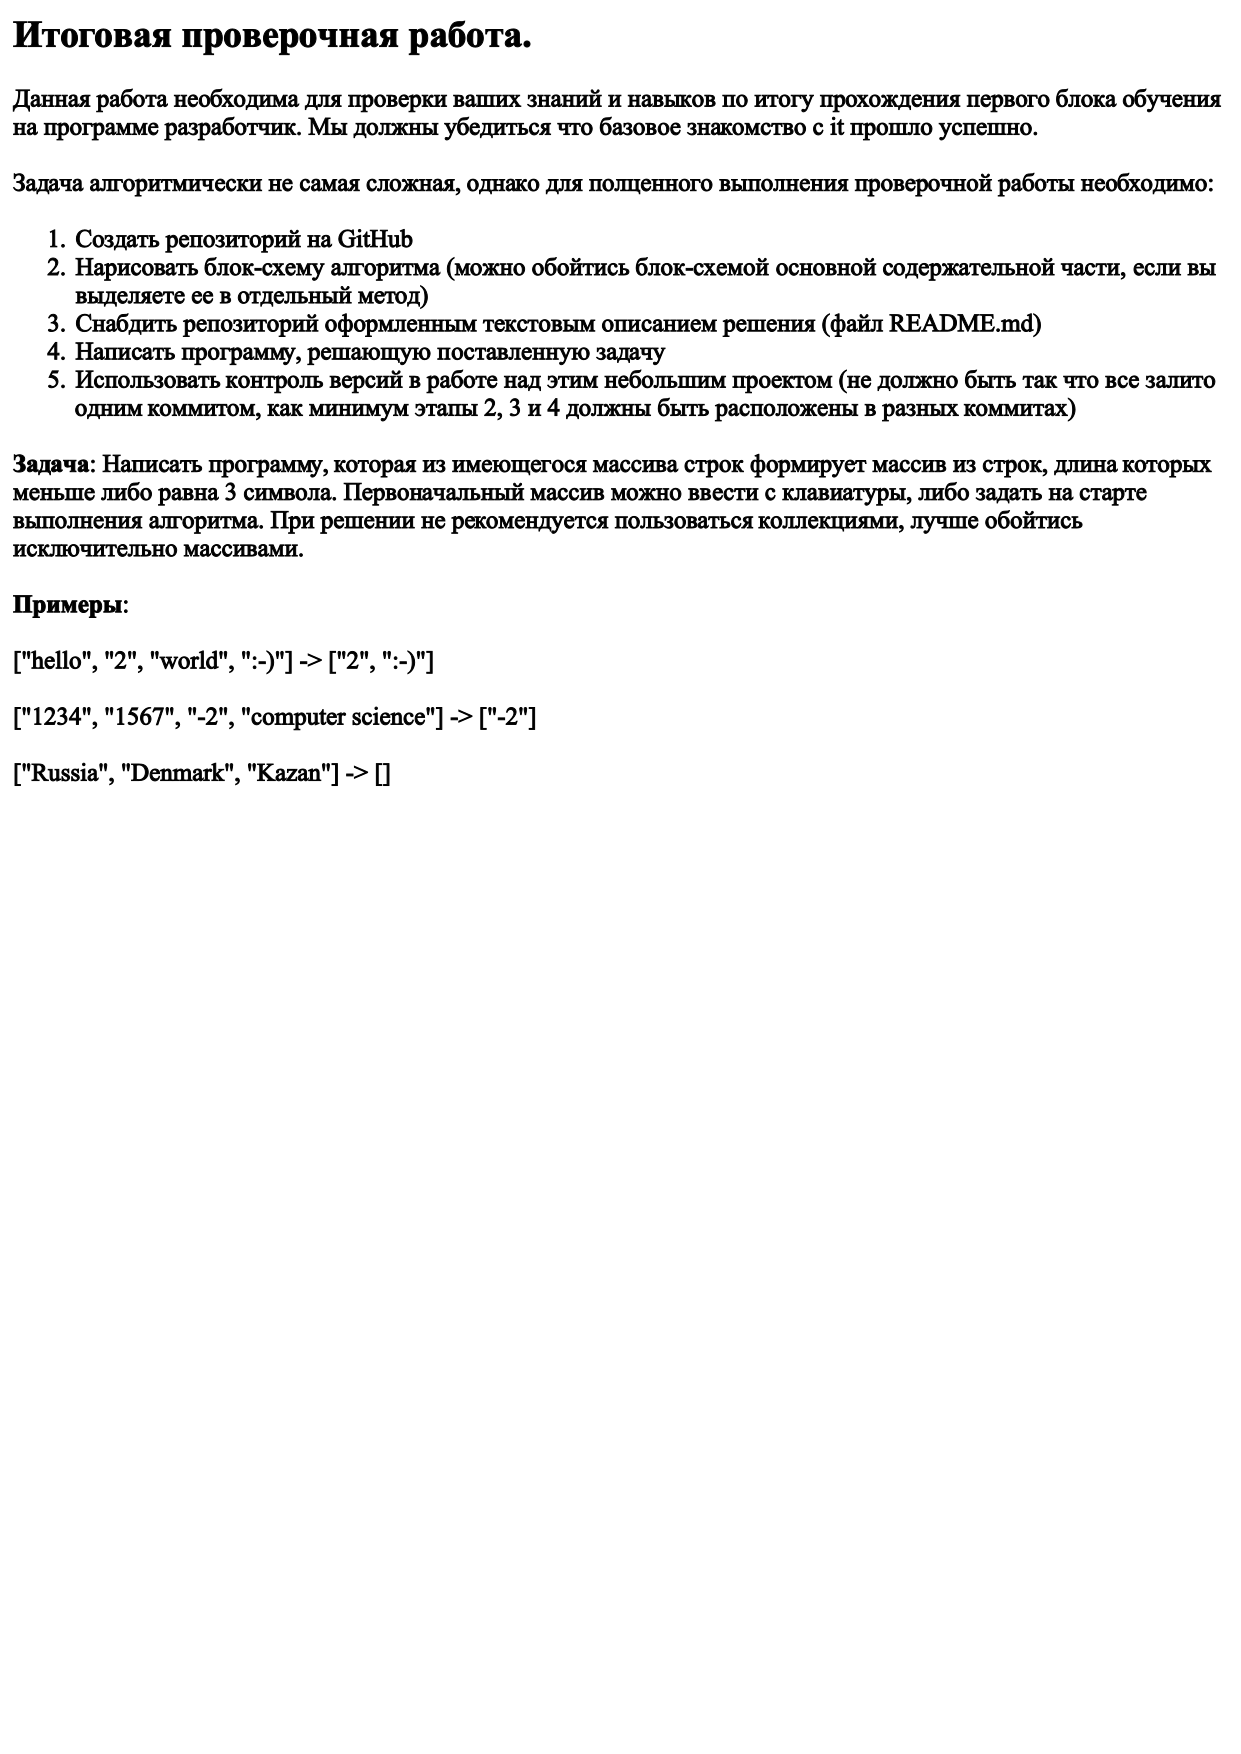 Итоговая проверочная работа.
Данная работа необходима для проверки ваших знаний и навыков по итогу прохождения первого блока обучения
на программе разработчик. Мы должны убедиться что базовое знакомство с it прошло успешно.
Задача алгоритмически не самая сложная, однако для полценного выполнения проверочной работы необходимо:
1. Создать репозиторий на GitHub
2. Нарисовать блок-схему алгоритма (можно обойтись блок-схемой основной содержательной части, если вы
выделяете ее в отдельный метод)
3. Снабдить репозиторий оформленным текстовым описанием решения (файл README.md)
4. Написать программу, решающую поставленную задачу
5. Использовать контроль версий в работе над этим небольшим проектом (не должно быть так что все залито
одним коммитом, как минимум этапы 2, 3 и 4 должны быть расположены в разных коммитах)
Задача: Написать программу, которая из имеющегося массива строк формирует массив из строк, длина которых
меньше либо равна 3 символа. Первоначальный массив можно ввести с клавиатуры, либо задать на старте
выполнения алгоритма. При решении не рекомендуется пользоваться коллекциями, лучше обойтись
исключительно массивами.
Примеры:
["hello", "2", "world", ":-)"] -> ["2", ":-)"]
["1234", "1567", "-2", "computer science"] -> ["-2"]
["Russia", "Denmark", "Kazan"] -> []